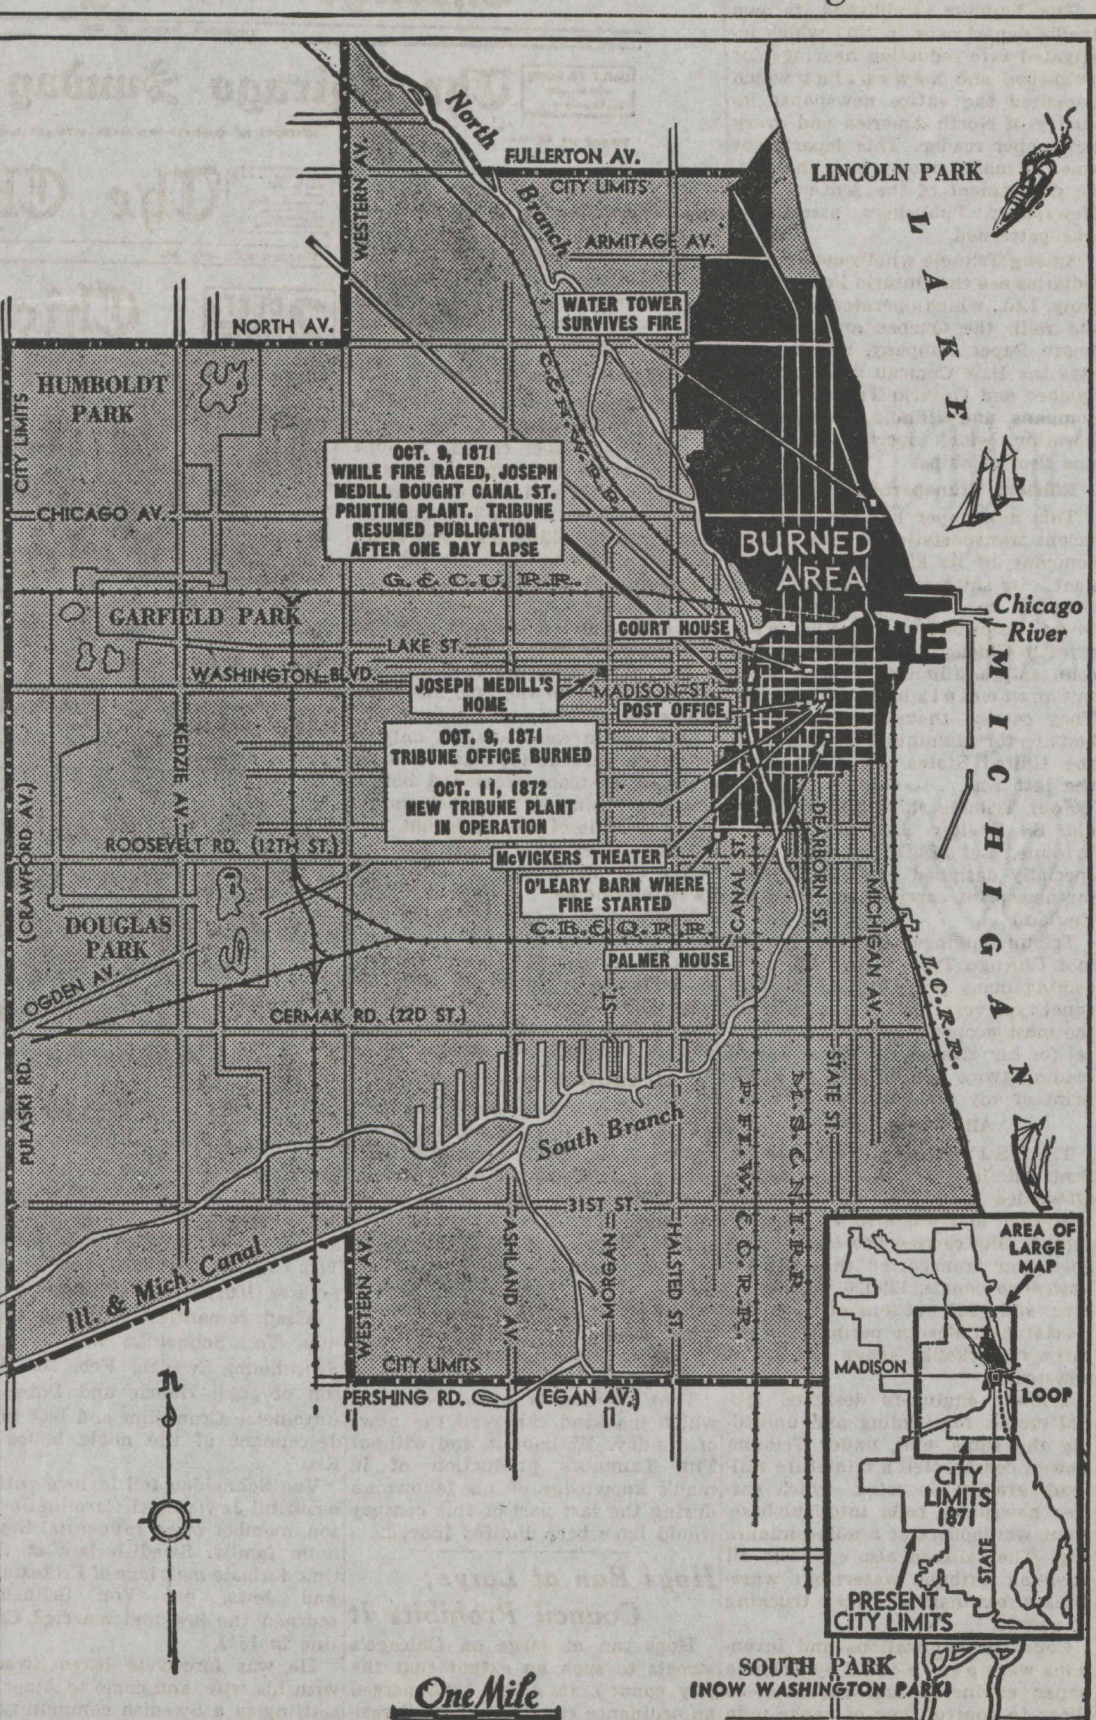 North
Branch
FULLERTON AV.
CITY LIMITS
WESTERN AV.
LINCOLN PARK
ARMITAGE AV.
LAKE
MICHIGAN
WATER TOWER
SURVIVES FIRE
NORTH AV.
HUMBOLDT
PARK
CITY LIMITS
C. & N. W. R.R.
OCT. 9, 1871
WHILE FIRE RAGED, JOSEPH
MEDILL BOUGHT CANAL ST.
PRINTING PLANT. TRIBUNE
RESUMED PUBLICATION
AFTER ONE DAY LAPSE
CHICAGO AV.
BURNED
AREA
G. & C. U. R.R.
Chicago
River
GARFIELD PARK
COURT HOUSE
LAKE ST.
WASHINGTON BLVD.
JOSEPH MEDILL'S
HOME
MADISON ST.
POST OFFICE
KEDZIE AV.
OCT. 9, 1871
TRIBUNE OFFICE BURNED
OCT. 11, 1872
NEW TRIBUNE PLANT
IN OPERATION
(CRAWFORD AV.)
ROOSEVELT RD. (12TH ST.)
McVICKERS THEATER
O'LEARY BARN WHERE
FIRE STARTED
CANAL ST.
DEARBORN ST.
MICHIGAN AV.
DOUGLAS
PARK
C. B. & Q. R.R.
PALMER HOUSE
I. C. R. R.
OGDEN AV.
ST.
CERMAK RD. (22D ST.)
PULASKI RD.
STATE ST.
South Branch
P. FT. W. & C. R.R.
M. S. & N. I. R.R.
31ST ST.
Ill. & Mich. Canal
WESTERN AV.
ASHLAND AV.
MORGAN
HALSTED ST.
CITY LIMITS
PERSHING RD.
(EGAN AV.)
AREA OF
LARGE
MAP
MADISON
LOOP
CITY
LIMITS
1871
STATE
PRESENT
CITY LIMITS
n
SOUTH PARK
(NOW WASHINGTON PARK)
One Mile